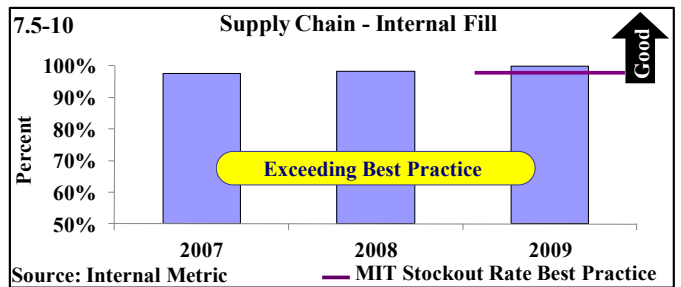 7.5-10
Supply Chain - Internal Fill
Good
Percent
100%
90%
80%
70%
60%
50%
Exceeding Best Practice
2007 2008 2009
Source: Internal Metric
MIT Stockout Rate Best Practice